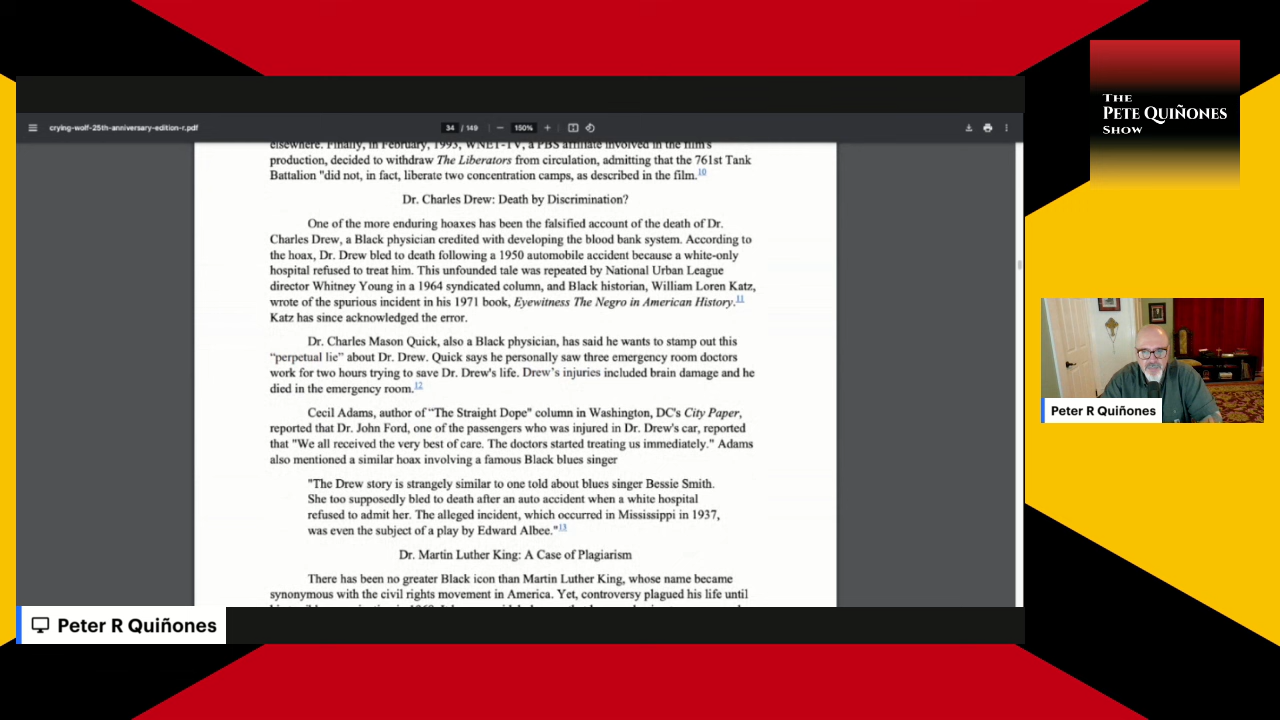 crying-wolf-25th-anniversary-edition-r.pdf
34 / 149
150%
elsewhere. Finally, in February, 1993, WNET-TV, a PBS affiliate involved in the film's
production, decided to withdraw The Liberators from circulation, admitting that the 761st Tank
Battalion "did not, in fact, liberate two concentration camps, as described in the film.10
Dr. Charles Drew: Death by Discrimination?
One of the more enduring hoaxes has been the falsified account of the death of Dr.
Charles Drew, a Black physician credited with developing the blood bank system. According to
the hoax, Dr. Drew bled to death following a 1950 automobile accident because a white-only
hospital refused to treat him. This unfounded tale was repeated by National Urban League
director Whitney Young in a 1964 syndicated column, and Black historian, William Loren Katz,
wrote of the spurious incident in his 1971 book, Eyewitness The Negro in American History.11
Katz has since acknowledged the error.
Dr. Charles Mason Quick, also a Black physician, has said he wants to stamp out this
“perpetual lie” about Dr. Drew. Quick says he personally saw three emergency room doctors
work for two hours trying to save Dr. Drew's life. Drew’s injuries included brain damage and he
died in the emergency room.12
Cecil Adams, author of “The Straight Dope" column in Washington, DC's City Paper,
reported that Dr. John Ford, one of the passengers who was injured in Dr. Drew's car, reported
that "We all received the very best of care. The doctors started treating us immediately." Adams
also mentioned a similar hoax involving a famous Black blues singer
"The Drew story is strangely similar to one told about blues singer Bessie Smith.
She too supposedly bled to death after an auto accident when a white hospital
refused to admit her. The alleged incident, which occurred in Mississippi in 1937,
was even the subject of a play by Edward Albee."13
Dr. Martin Luther King: A Case of Plagiarism
There has been no greater Black icon than Martin Luther King, whose name became
synonymous with the civil rights movement in America. Yet, controversy plagued his life until
Peter R Quiñones
THE
PETE QUIÑONES
SHOW
Peter R Quiñones